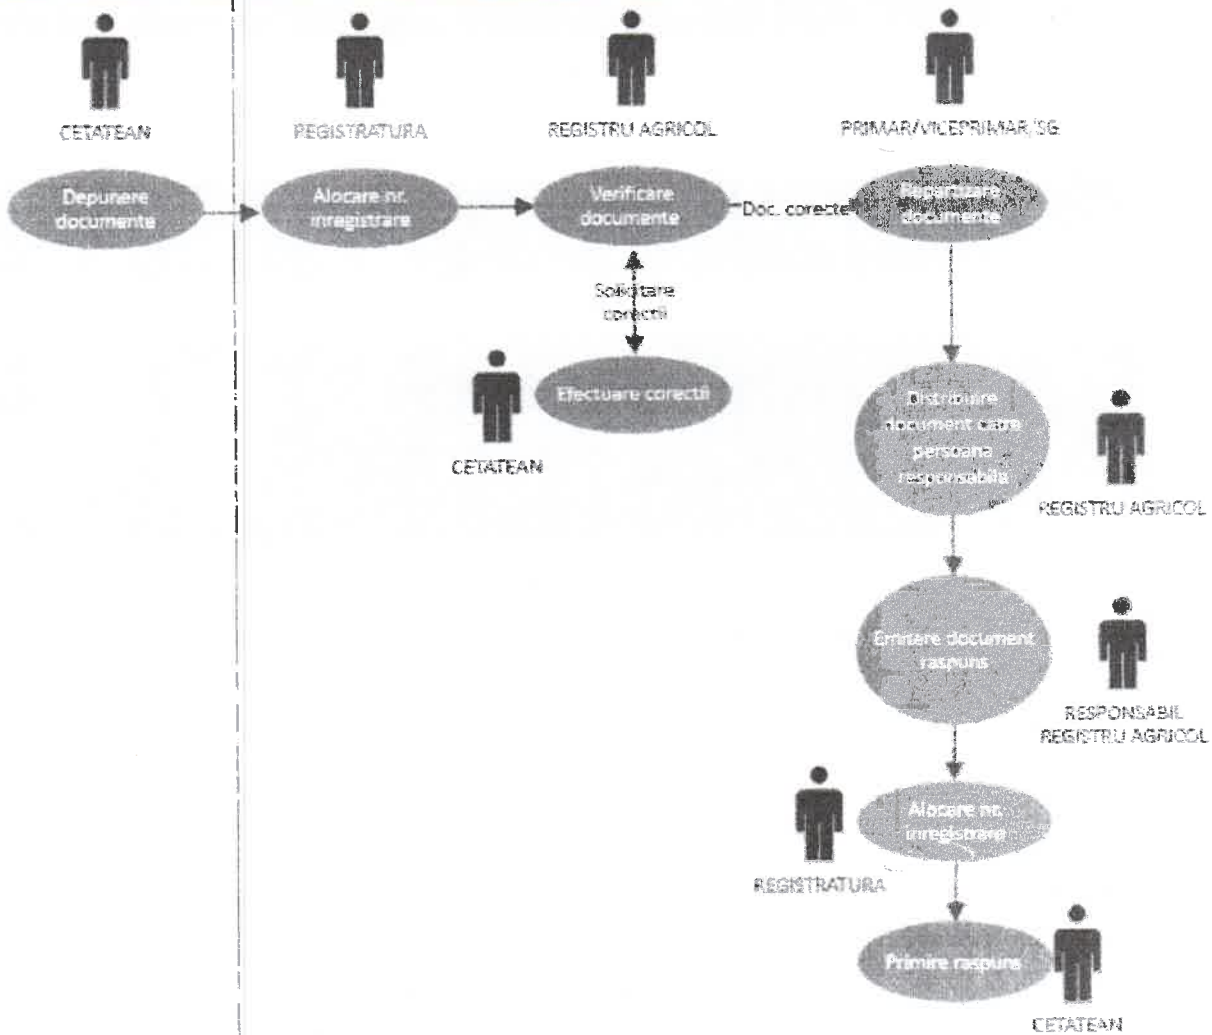 CETATEAN
REGISTRATURA
REGISTRU AGRICOL
PRIMAR/VICEPRIMAR/SG
Depunere
documente
Alocare nr.
inregistrare
Verificare
documente
Doc. corecte
Repartizare
documente
Solicitare
corectii
Efectuare corectii
CETATEAN
Distribuire
document catre
persoana
responsabila
REGISTRU AGRICOL
Emitare document
raspuns
RESPONSABIL
REGISTRU AGRICOL
Alocare nr.
inregistrare
REGISTRATURA
Primire raspuns
CETATEAN